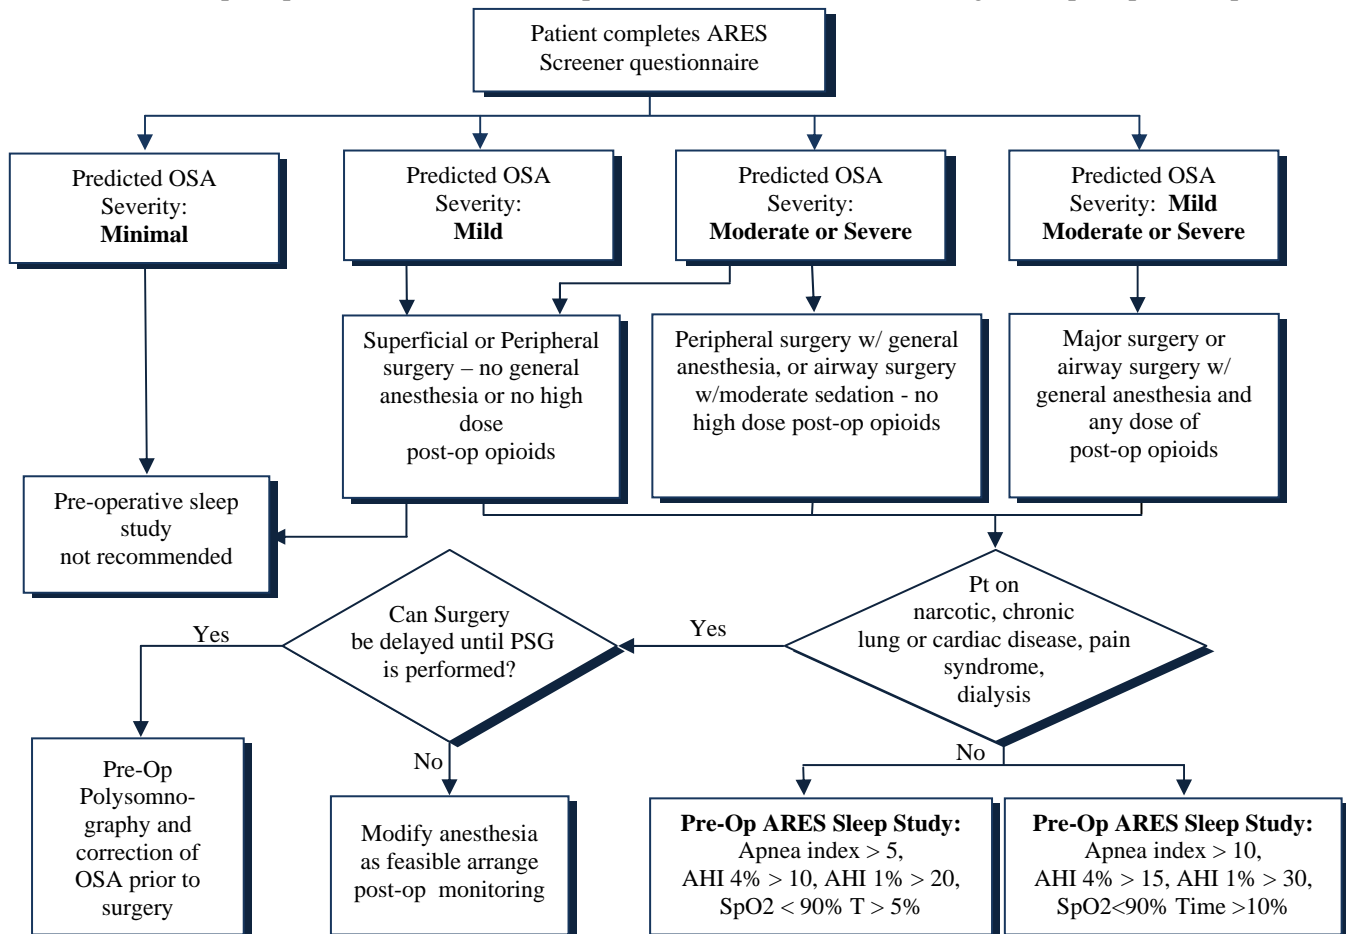 Patient completes ARES
Screener questionnaire
Predicted OSA
Severity:
Minimal
Predicted OSA
Severity:
Mild
Predicted OSA
Severity:
Moderate or Severe
Predicted OSA
Severity: Mild
Moderate or Severe
Superficial or Peripheral
surgery – no general
anesthesia or no high
dose
post-op opioids
Peripheral surgery w/ general
anesthesia, or airway surgery
w/moderate sedation - no
high dose post-op opioids
Major surgery or
airway surgery w/
general anesthesia and
any dose of
post-op opioids
Pre-operative sleep
study
not recommended
Can Surgery
be delayed until PSG
is performed?
Yes
Yes
No
Pt on
narcotic, chronic
lung or cardiac disease, pain
syndrome,
dialysis
No
Pre-Op
Polysomno-
graphy and
correction of
OSA prior to
surgery
Modify anesthesia
as feasible arrange
post-op monitoring
Pre-Op ARES Sleep Study:
Apnea index > 5,
AHI 4% > 10, AHI 1% > 20,
SpO2 < 90% T > 5%
Pre-Op ARES Sleep Study:
Apnea index > 10,
AHI 4% > 15, AHI 1% > 30,
SpO2<90% Time >10%